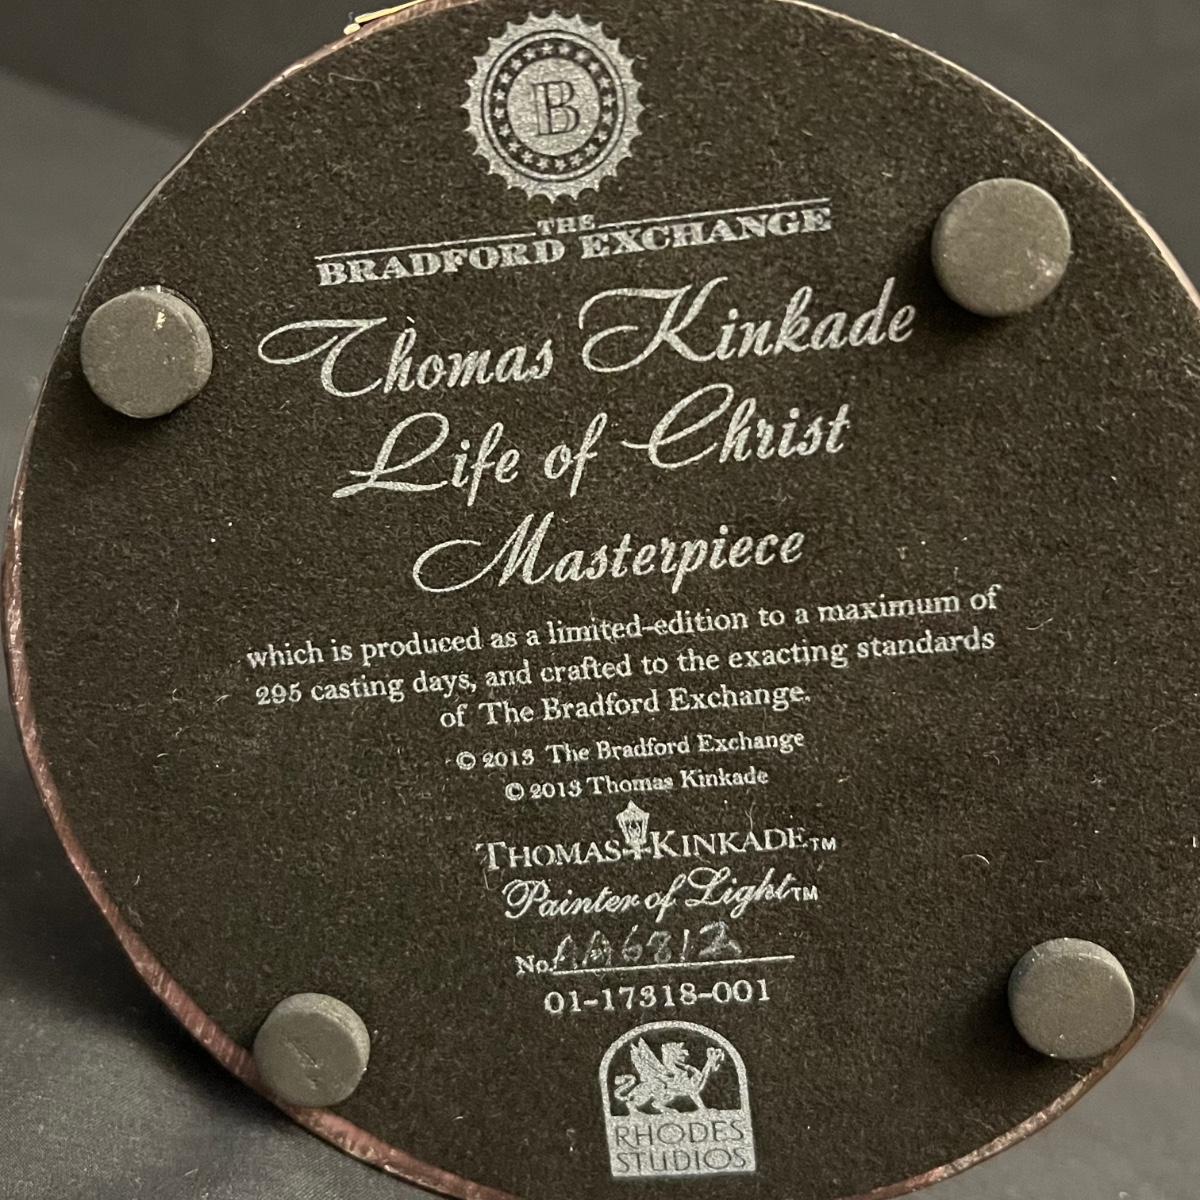 B
THE
BRADFORD EXCHANGE
Thomas Kinkade
Life of Christ
Masterpiece
which is produced as a limited-edition to a maximum of
295 casting days, and crafted to the exacting standards
of The Bradford Exchange.
© 2013 The Bradford Exchange
© 2013 Thomas Kinkade
THOMAS KINKADE™
Painter of Light™
No. AA6812
01-17318-001
RHODES
STUDIOS